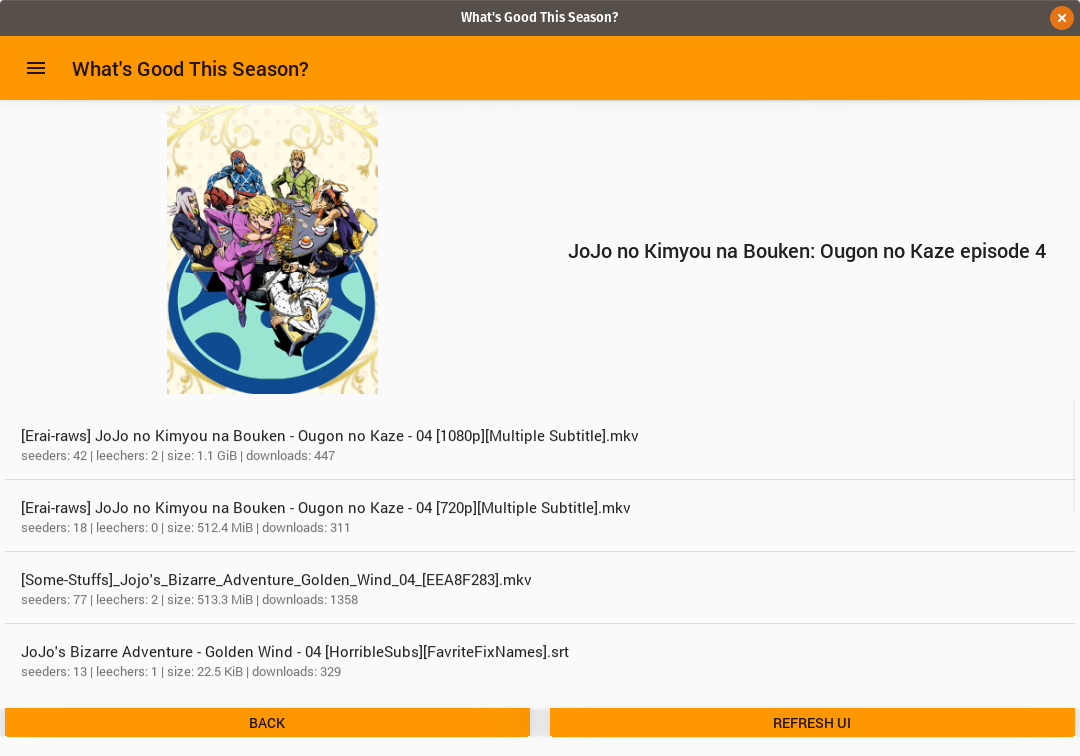 What's Good This Season?
What's Good This Season?
JoJo no Kimyou na Bouken: Ougon no Kaze episode 4
[Erai-raws] JoJo no Kimyou na Bouken - Ougon no Kaze - 04 [1080p][Multiple Subtitle].mkv
seeders: 42 | leechers: 2 | size: 1.1 GiB | downloads: 447
[Erai-raws] JoJo no Kimyou na Bouken - Ougon no Kaze - 04 [720p][Multiple Subtitle].mkv
seeders: 18 | leechers: 0 | size: 512.4 MiB | downloads: 311
[Some-Stuffs]_Jojo's_Bizarre_Adventure_Golden_Wind_04_[EEA8F283].mkv
seeders: 77 | leechers: 2 | size: 513.3 MiB | downloads: 1358
JoJo's Bizarre Adventure - Golden Wind - 04 [HorribleSubs][FavriteFixNames].srt
seeders: 13 | leechers: 1 | size: 22.5 KiB | downloads: 329
BACK
REFRESH UI